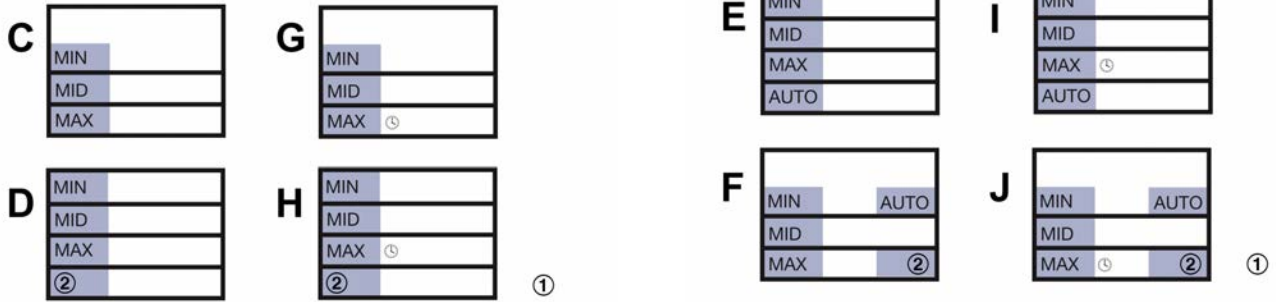 C
MIN
MID
MAX
G
MIN
MID
MAX
D
MIN
MID
MAX
②
H
MIN
MID
MAX
②
①
E
MIN
MID
MAX
AUTO
I
MIN
MID
MAX
AUTO
F
MIN AUTO
MID
MAX ②
J
MIN AUTO
MID
MAX ②
①